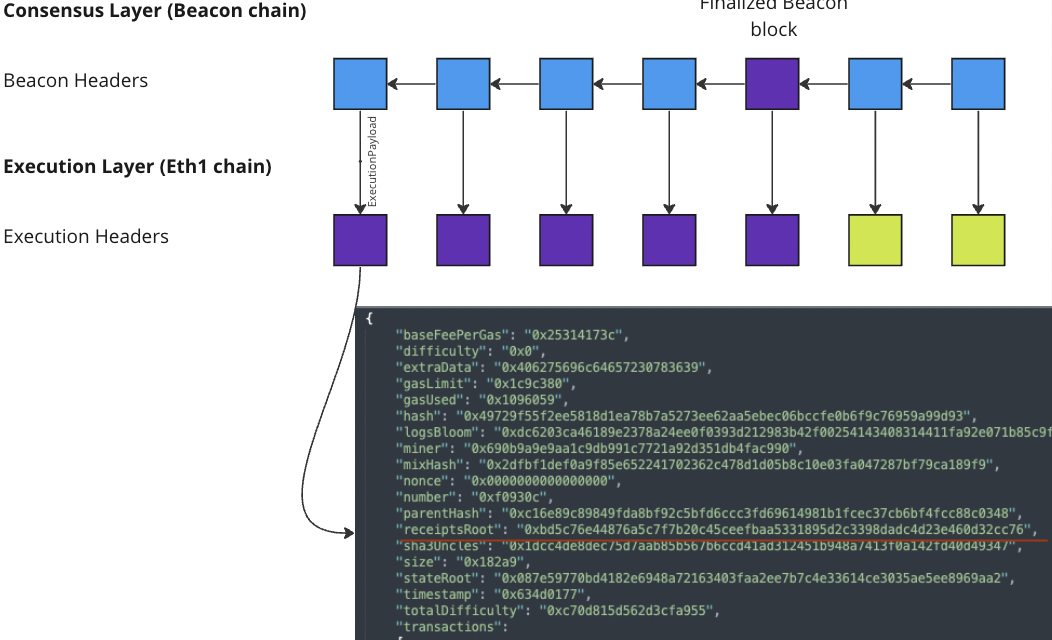 Consensus Layer (Beacon chain)
Finalized Beacon
block
Beacon Headers
ExecutionPayload
Execution Layer (Eth1 chain)
Execution Headers
{
"baseFeePerGas": "0x25314173c",
"difficulty": "0x0",
"extraData": "0x406275696c64657230783639",
"gasLimit": "0x1c9c380",
"gasUsed": "0x1096059",
"hash": "0x49729f55f2ee5818d1ea78b7a5273ee62aa5ebec06bccfe0b6f9c76959a99d93",
"logsBloom": "0xdc6203ca46189e2378a24ee0f0393d212983b42f00254143408314411fa92e071b85c9f
"miner": "0x690b9a9e9aa1c9db991c7721a92d351db4fac990",
"mixHash": "0x2dfbf1def0a9f85e652241702362c478d1d05b8c10e03fa047287bf79ca189f9",
"nonce": "0x0000000000000000",
"number": "0xf0930c",
"parentHash": "0xc16e89c89849fda8bf92c5bfd6ccc3fd69614981b1fcec37cb6bf4fcc88c0348",
"receiptsRoot": "0xbd5c76e44876a5c7f7b20c45ceefbaa5331895d2c3398dadc4d23e460d32cc76",
"sha3Uncles": "0x1dcc4de8dec75d7aab85b567b6ccd41ad312451b948a7413f0a142fd40d49347",
"size": "0x182a9",
"stateRoot": "0x087e59770bd4182e6948a72163403faa2ee7b7c4e33614ce3035ae5ee8969aa2",
"timestamp": "0x634d0177",
"totalDifficulty": "0xc70d815d562d3cfa955",
"transactions":